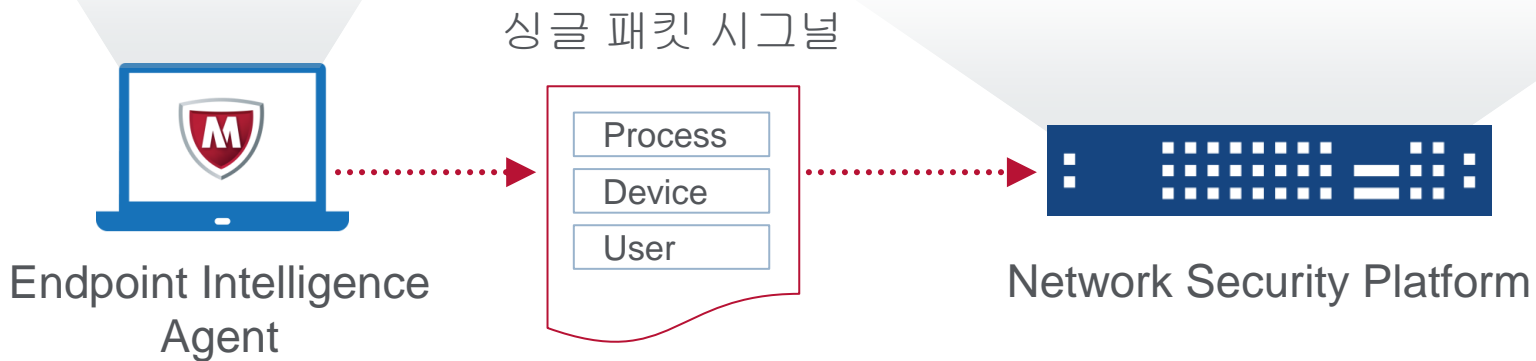 싱글 패킷 시그널
Process
Device
User
Endpoint Intelligence
Agent
Network Security Platform